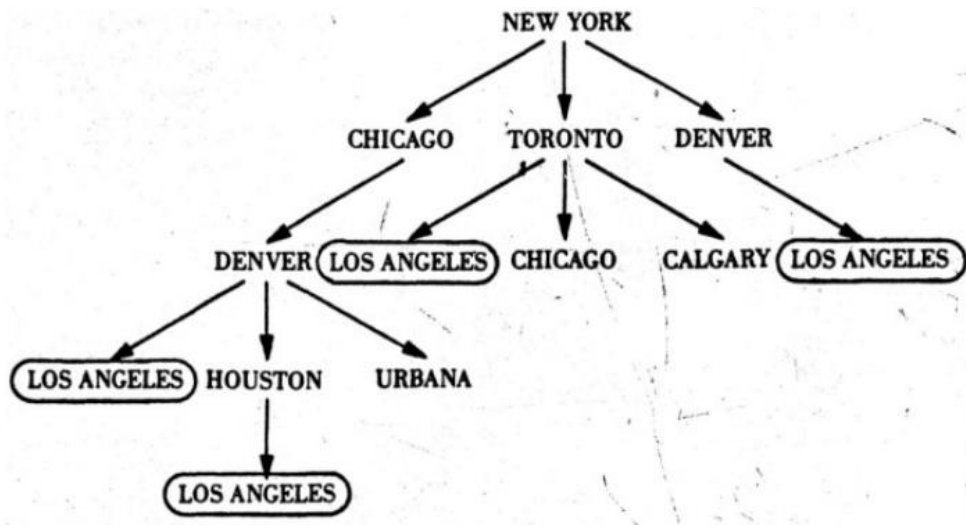 NEW YORK
CHICAGO TORONTO DENVER
DENVER LOS ANGELES CHICAGO CALGARY LOS ANGELES
LOS ANGELES HOUSTON URBANA
LOS ANGELES